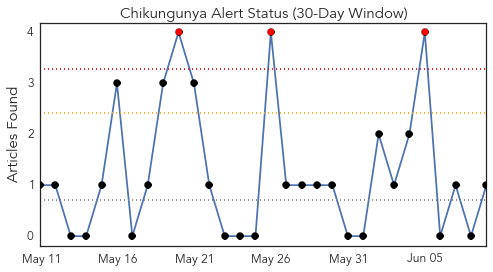 Chikungunya Alert Status (30-Day Window)
Articles Found
4
3
2
1
0
May 11 May 16 May 21 May 26 May 31 Jun 05